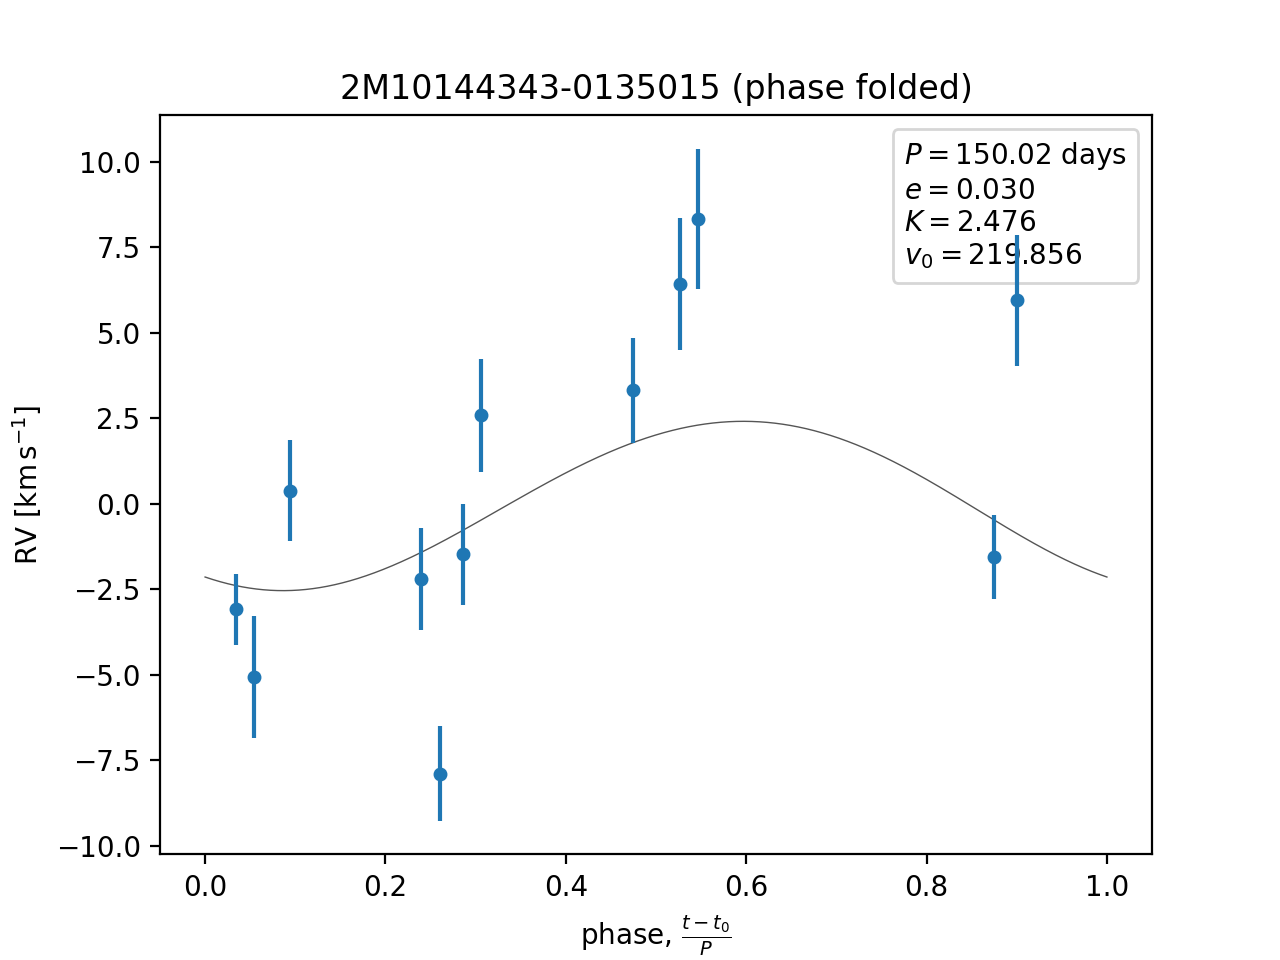 2M10144343-0135015 (phase folded)
P = 150.02 days
e = 0.030
K = 2.476
v₀ = 219.856
RV [km s⁻¹]
10.0
7.5
5.0
2.5
0.0
−2.5
−5.0
−7.5
−10.0
0.0 0.2 0.4 0.6 0.8 1.0
phase, (t − t₀)/P